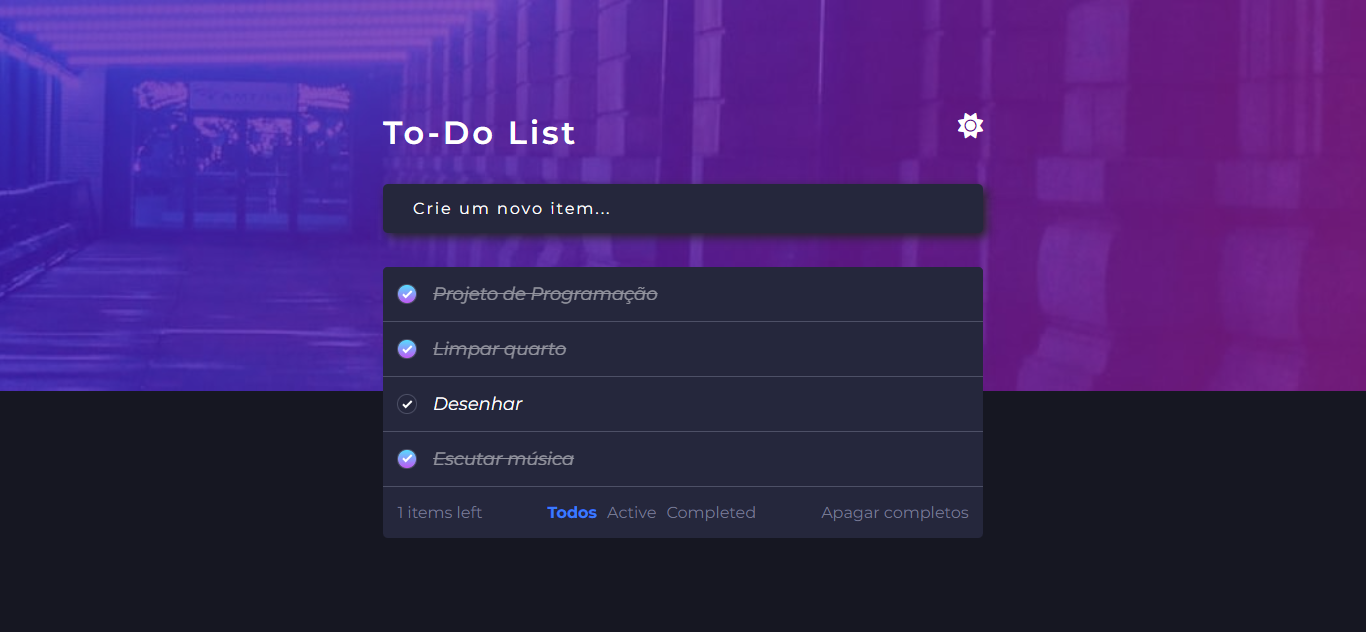 To-Do List
Crie um novo item...
Projeto de Programação
Limpar quarto
Desenhar
Escutar música
1 items left Todos Active Completed Apagar completos